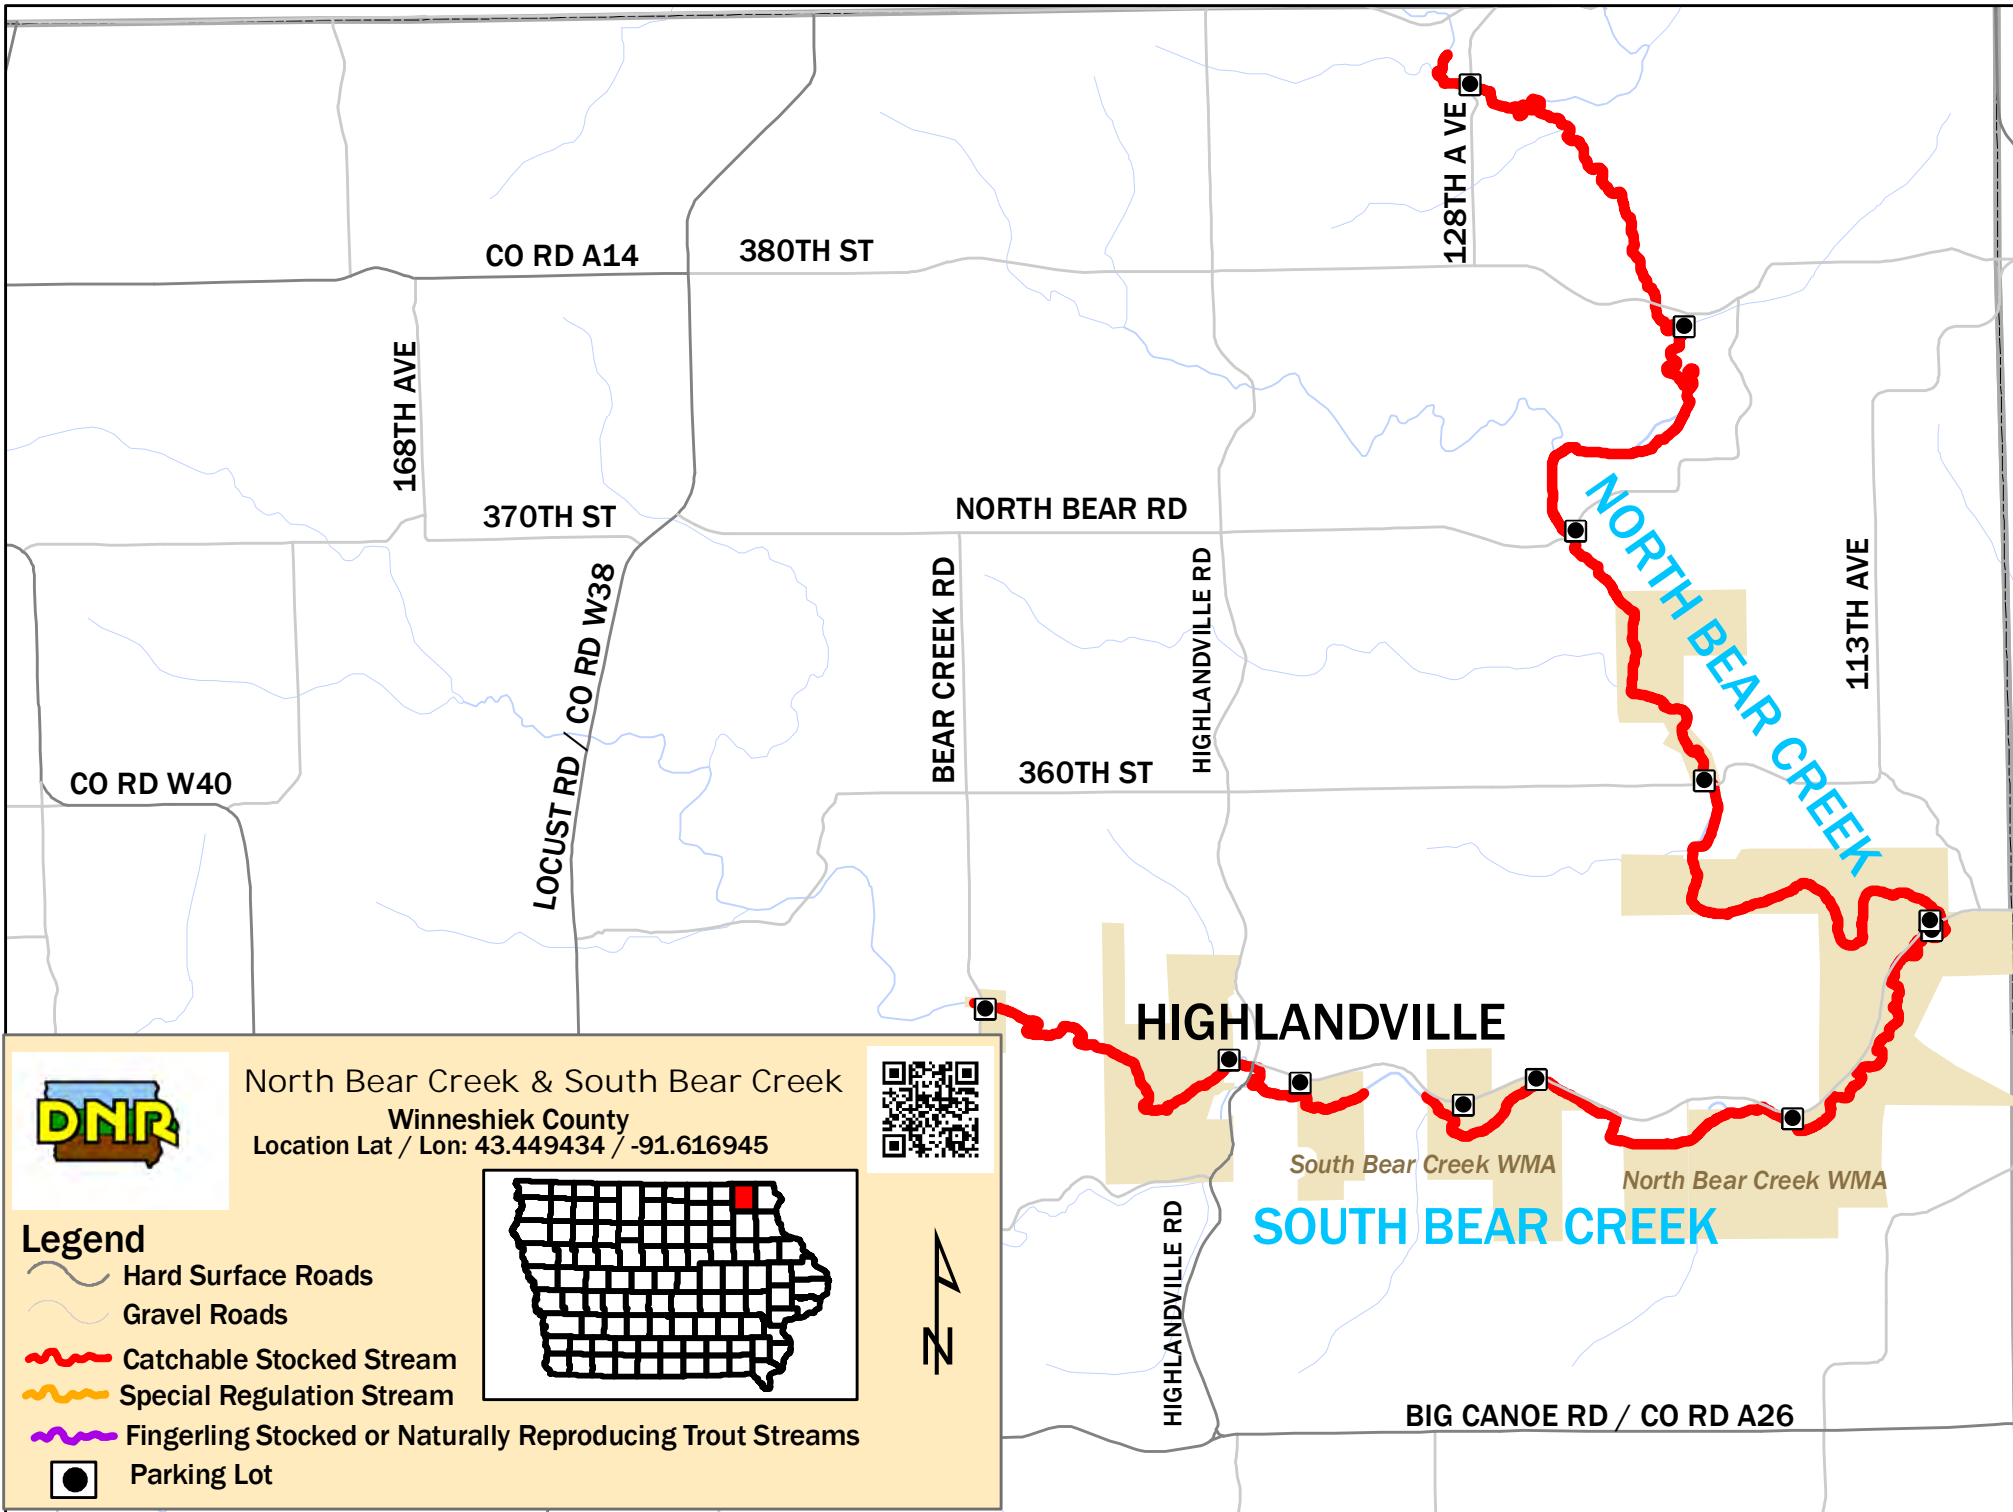 128TH A VE
CO RD A14
380TH ST
168TH AVE
370TH ST
NORTH BEAR RD
NORTH BEAR CREEK
113TH AVE
LOCUST RD / CO RD W38
BEAR CREEK RD
HIGHLANDVILLE RD
360TH ST
CO RD W40
HIGHLANDVILLE
South Bear Creek WMA
North Bear Creek WMA
SOUTH BEAR CREEK
HIGHLANDVILLE RD
BIG CANOE RD / CO RD A26
DNR
North Bear Creek & South Bear Creek
Winneshiek County
Location Lat / Lon: 43.449434 / -91.616945
Legend
Hard Surface Roads
Gravel Roads
Catchable Stocked Stream
Special Regulation Stream
Fingerling Stocked or Naturally Reproducing Trout Streams
Parking Lot
N